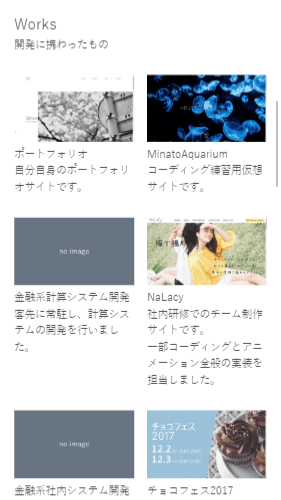 Works
開発に携わったもの
ポートフォリオ
自分自身のポートフォリ
オサイトです。
MinatoAquarium
コーディング練習用仮想
サイトです。
no image
金融系計算システム開発
客先に常駐し、計算シス
テムの開発を行いまし
た。
NaLacy
社内研修でのチーム制作
サイトです。
一部コーディングとアニ
メーション全般の実装を
担当しました。
no image
金融系社内システム開発
チョコフェス
2017
12.2
12.3
チョコフェス2017